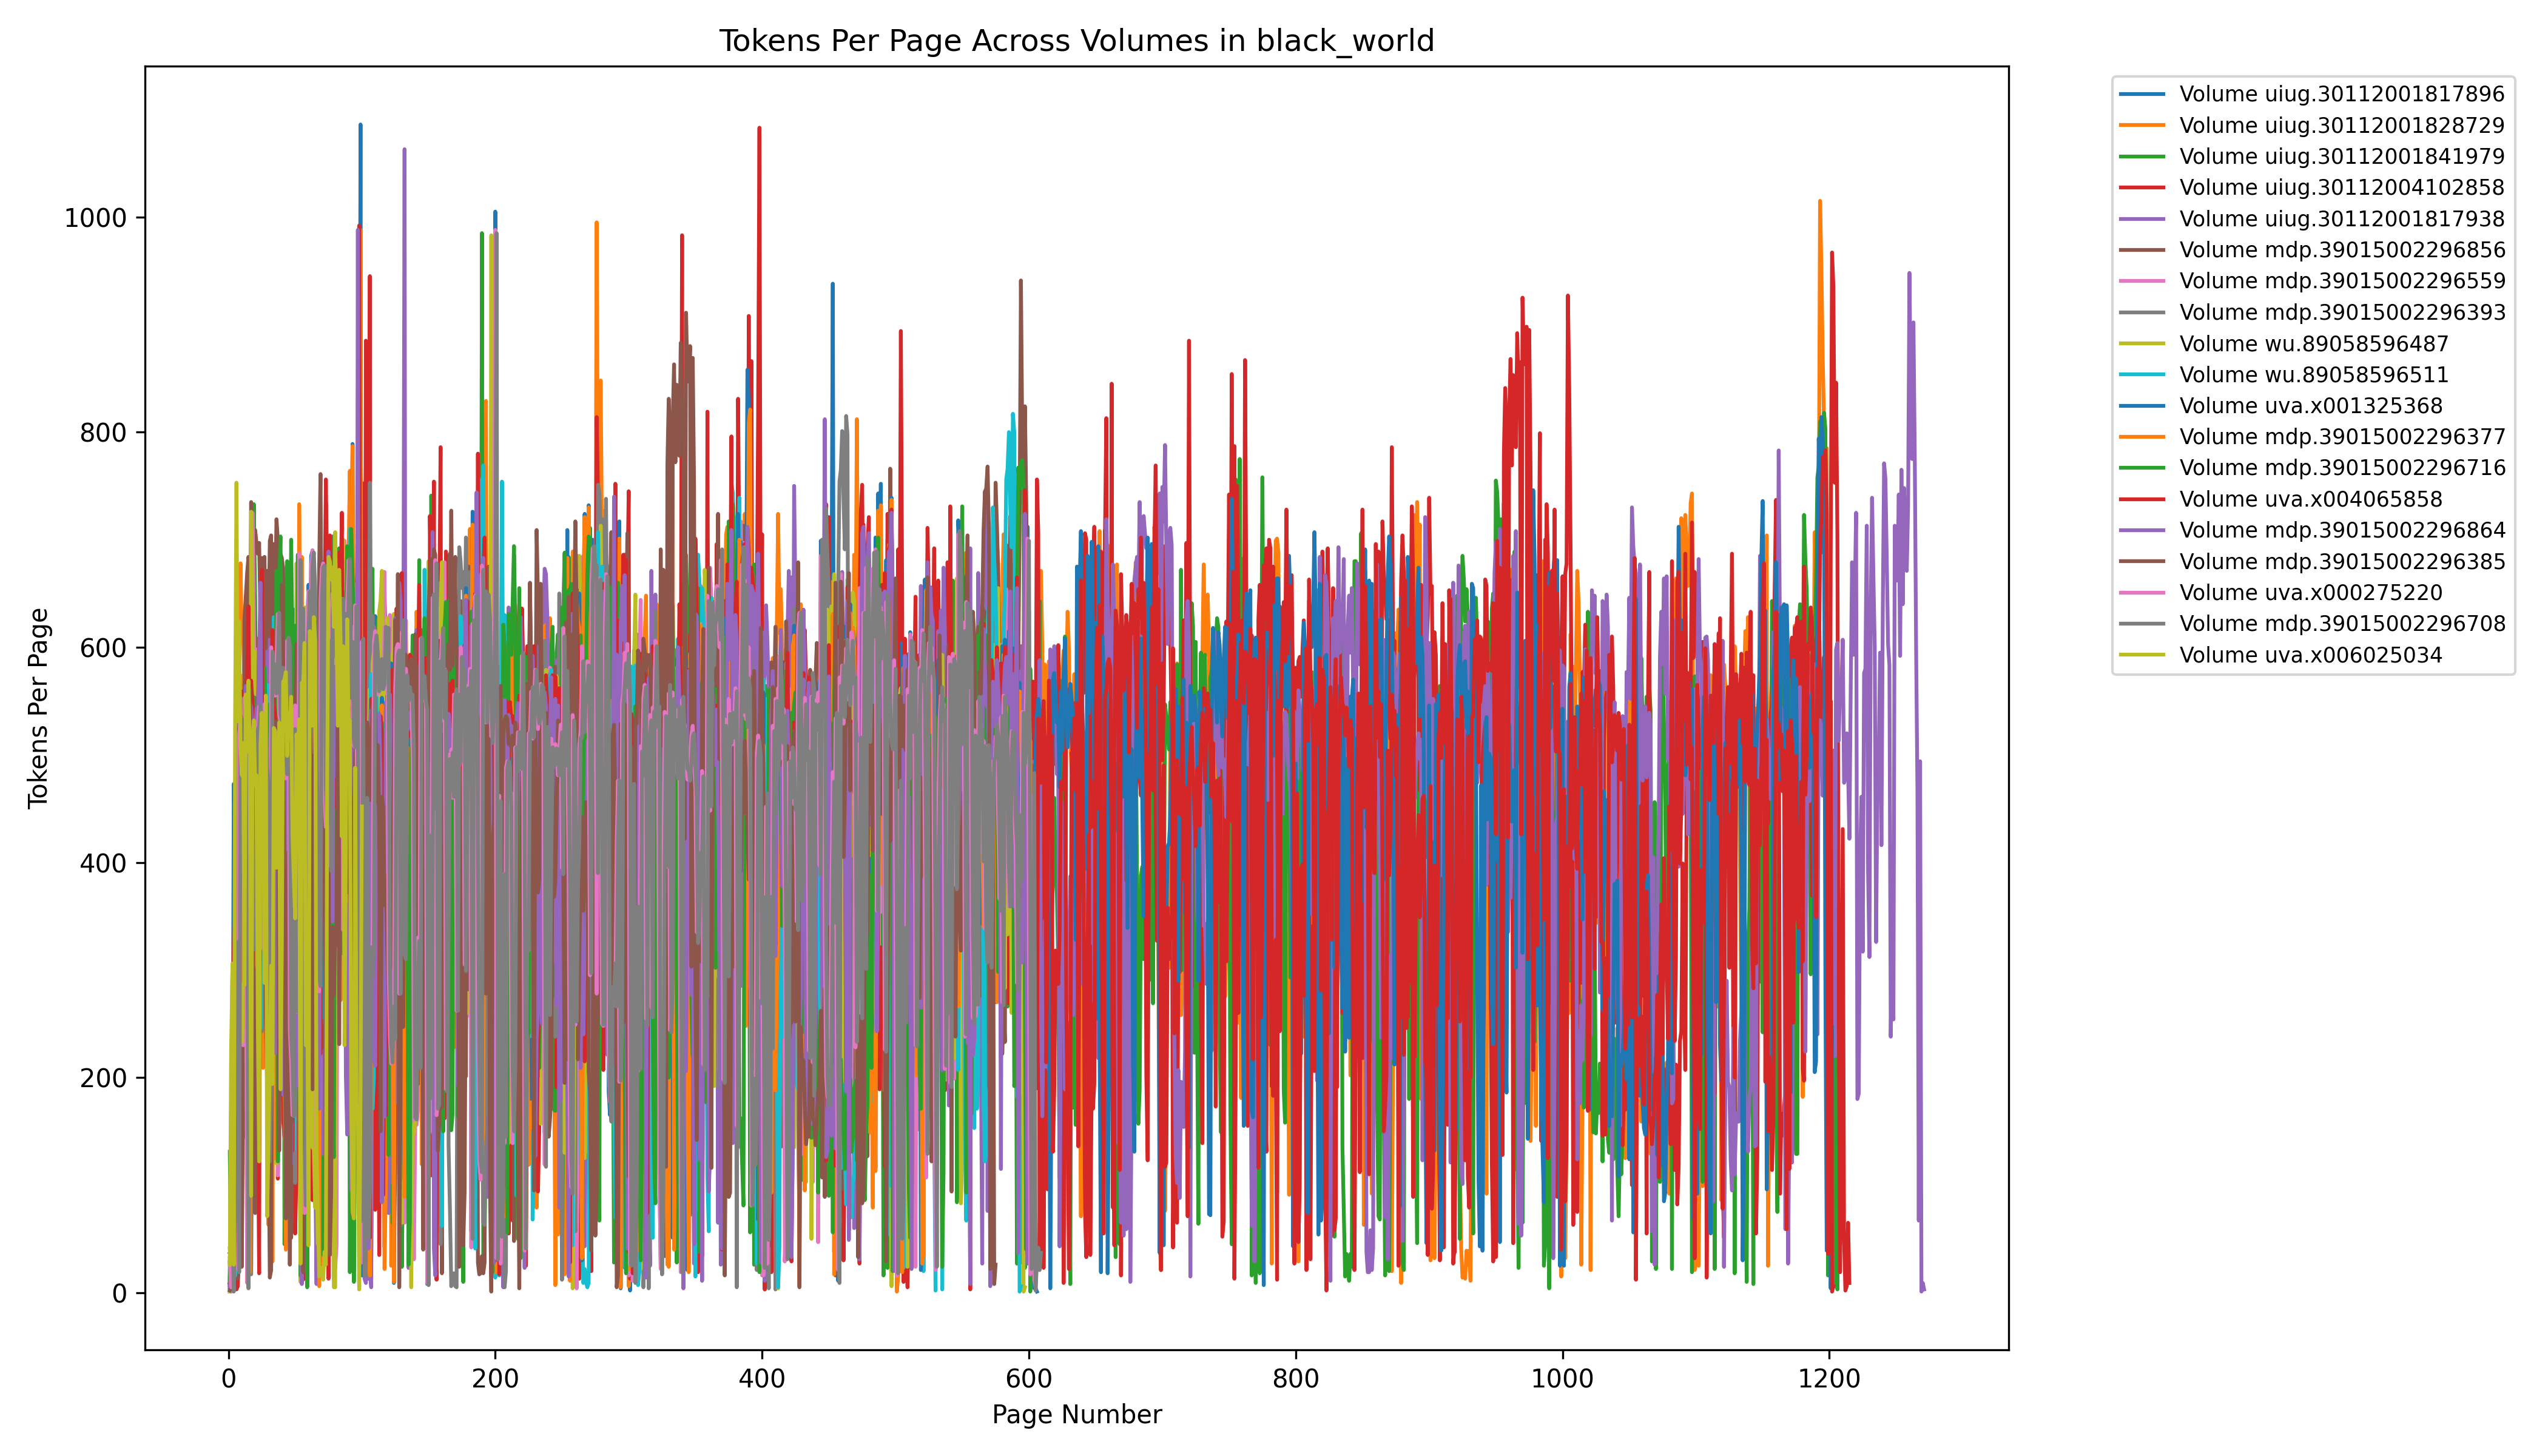 Tokens Per Page Across Volumes in black_world
Tokens Per Page
1000
800
600
400
200
0
0 200 400 600 800 1000 1200
Page Number
Volume uiug.30112001817896
Volume uiug.30112001828729
Volume uiug.30112001841979
Volume uiug.30112004102858
Volume uiug.30112001817938
Volume mdp.39015002296856
Volume mdp.39015002296559
Volume mdp.39015002296393
Volume wu.89058596487
Volume wu.89058596511
Volume uva.x001325368
Volume mdp.39015002296377
Volume mdp.39015002296716
Volume uva.x004065858
Volume mdp.39015002296864
Volume mdp.39015002296385
Volume uva.x000275220
Volume mdp.39015002296708
Volume uva.x006025034